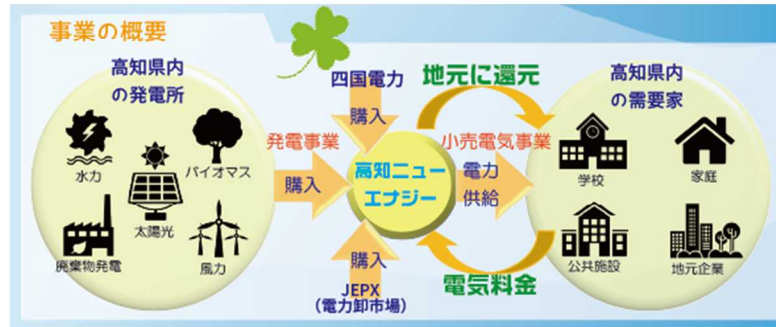 事業の概要
高知県内
の発電所
水力
バイオマス
太陽光
廃棄物発電
風力
発電事業
購入
四国電力
購入
高知ニュー
エナジー
購入
JEPX
(電力卸市場)
地元に還元
小売電気事業
電力
供給
電気料金
高知県内
の需要家
学校
家庭
公共施設
地元企業